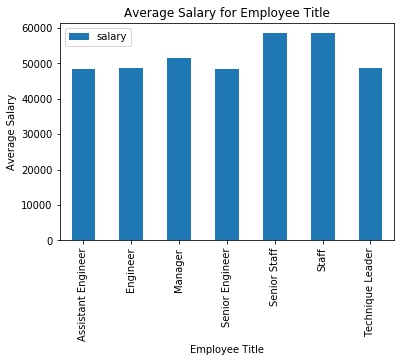 Average Salary for Employee Title
salary
60000
50000
40000
30000
20000
10000
0
Average Salary
Assistant Engineer
Engineer
Manager
Senior Engineer
Senior Staff
Staff
Technique Leader
Employee Title